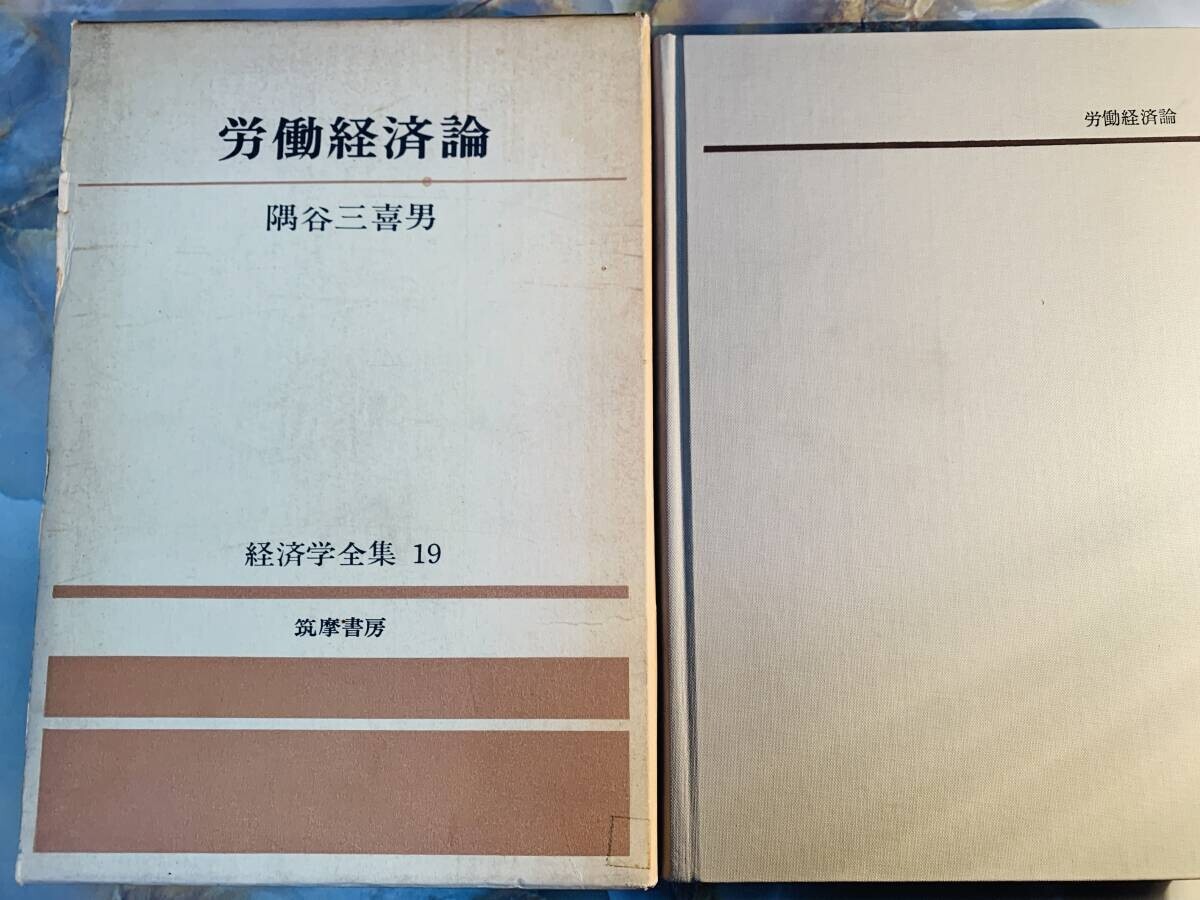 労働経済論
隅谷三喜男
経済学全集 19
筑摩書房
労働経済論